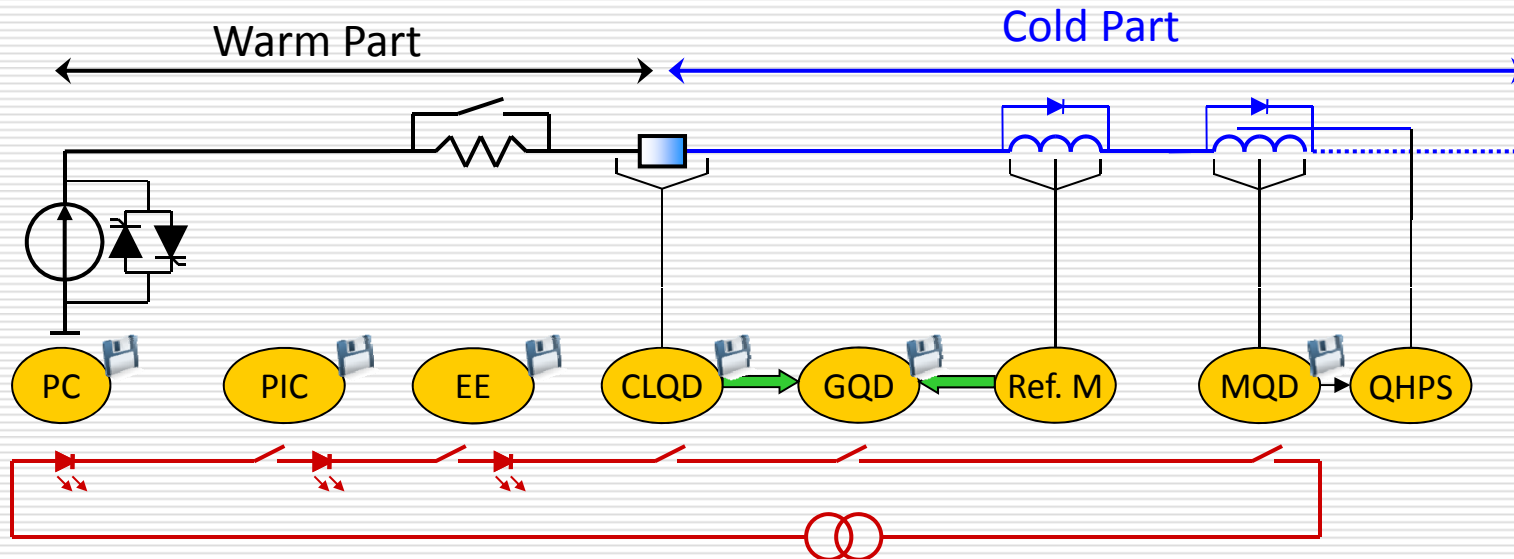 Warm Part
Cold Part
PC
PIC
EE
CLQD
GQD
Ref. M
MQD
QHPS